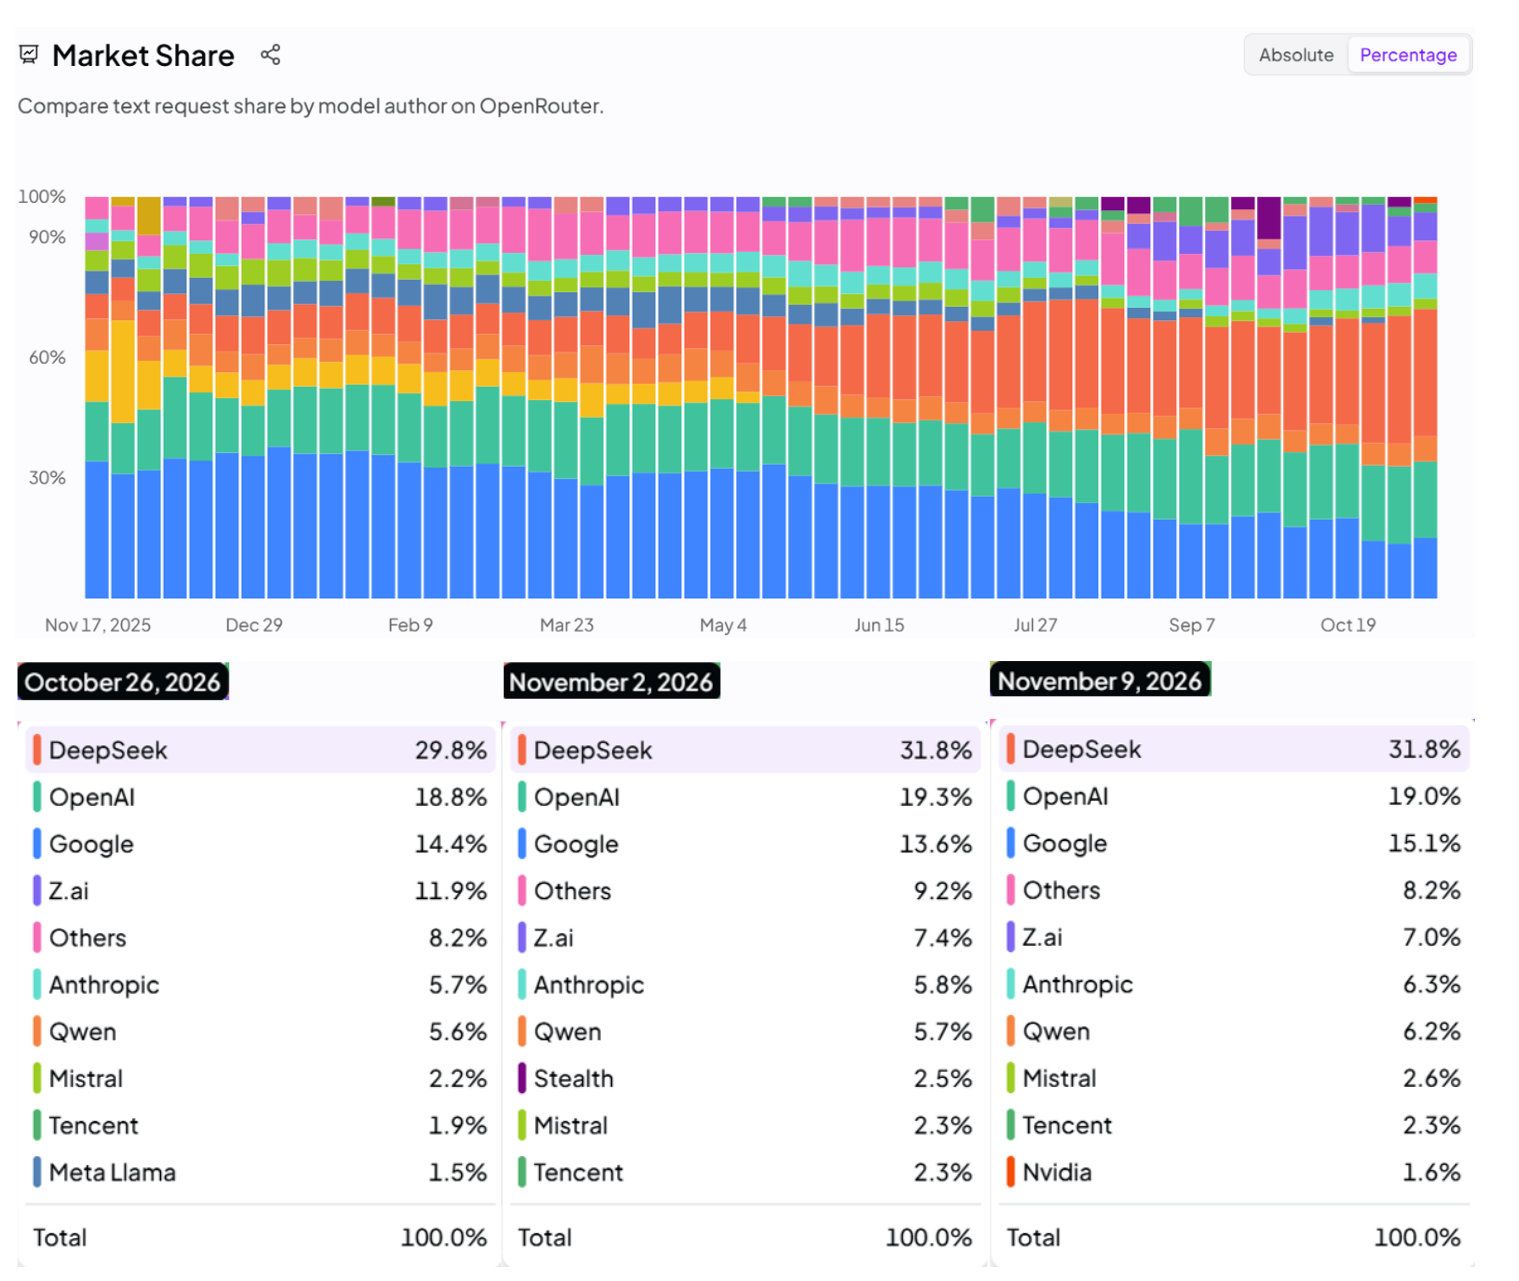 Market Share
Absolute Percentage
Compare text request share by model author on OpenRouter.
100%
90%
60%
30%
Nov 17, 2025 Dec 29 Feb 9 Mar 23 May 4 Jun 15 Jul 27 Sep 7 Oct 19
October 26, 2026
DeepSeek 29.8%
OpenAI 18.8%
Google 14.4%
Z.ai 11.9%
Others 8.2%
Anthropic 5.7%
Qwen 5.6%
Mistral 2.2%
Tencent 1.9%
Meta Llama 1.5%
Total 100.0%
November 2, 2026
DeepSeek 31.8%
OpenAI 19.3%
Google 13.6%
Others 9.2%
Z.ai 7.4%
Anthropic 5.8%
Qwen 5.7%
Stealth 2.5%
Mistral 2.3%
Tencent 2.3%
Total 100.0%
November 9, 2026
DeepSeek 31.8%
OpenAI 19.0%
Google 15.1%
Others 8.2%
Z.ai 7.0%
Anthropic 6.3%
Qwen 6.2%
Mistral 2.6%
Tencent 2.3%
Nvidia 1.6%
Total 100.0%